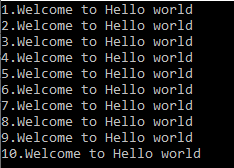 1.Welcome to Hello world
2.Welcome to Hello world
3.Welcome to Hello world
4.Welcome to Hello world
5.Welcome to Hello world
6.Welcome to Hello world
7.Welcome to Hello world
8.Welcome to Hello world
9.Welcome to Hello world
10.Welcome to Hello world